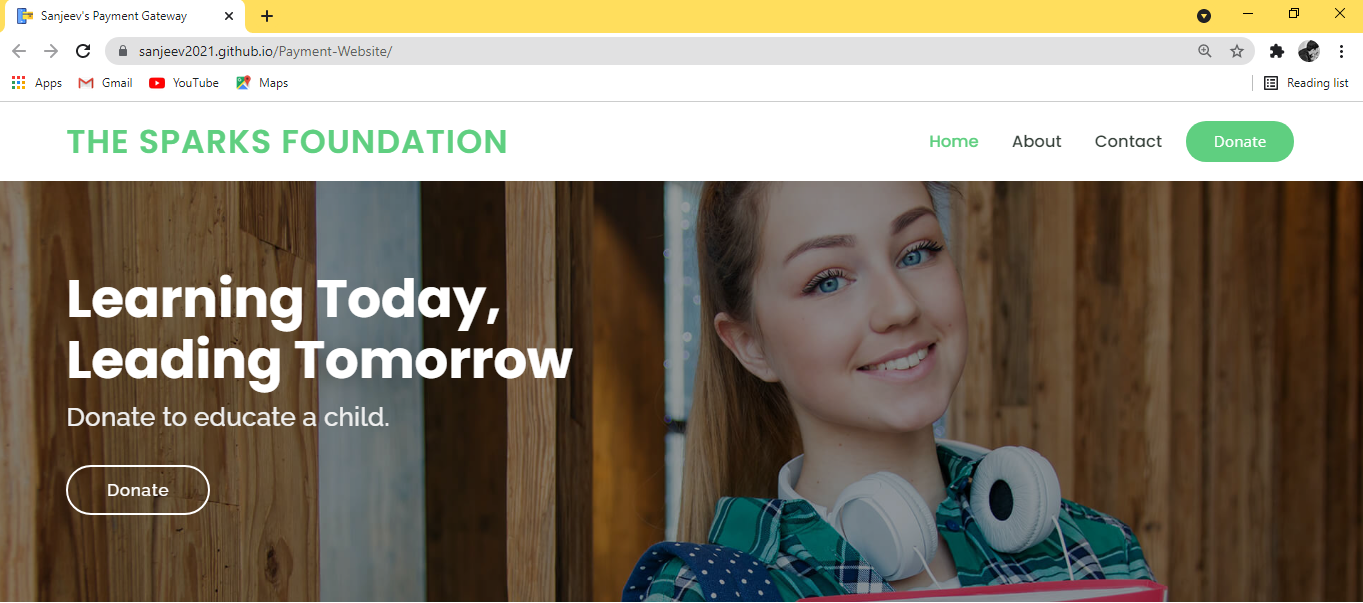 Sanjeev's Payment Gateway
sanjeev2021.github.io/Payment-Website/
Apps Gmail YouTube Maps Reading list
THE SPARKS FOUNDATION Home About Contact Donate
Learning Today,
Leading Tomorrow
Donate to educate a child.
Donate